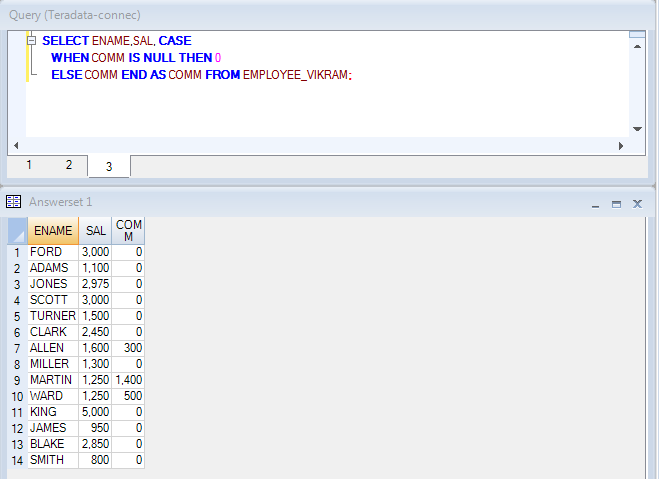 Query (Teradata-connec)
SELECT ENAME,SAL, CASE
WHEN COMM IS NULL THEN 0
ELSE COMM END AS COMM FROM EMPLOYEE_VIKRAM;
1 2 3
Answerset 1
ENAME SAL COM
M
1 FORD 3,000 0
2 ADAMS 1,100 0
3 JONES 2,975 0
4 SCOTT 3,000 0
5 TURNER 1,500 0
6 CLARK 2,450 0
7 ALLEN 1,600 300
8 MILLER 1,300 0
9 MARTIN 1,250 1,400
10 WARD 1,250 500
11 KING 5,000 0
12 JAMES 950 0
13 BLAKE 2,850 0
14 SMITH 800 0